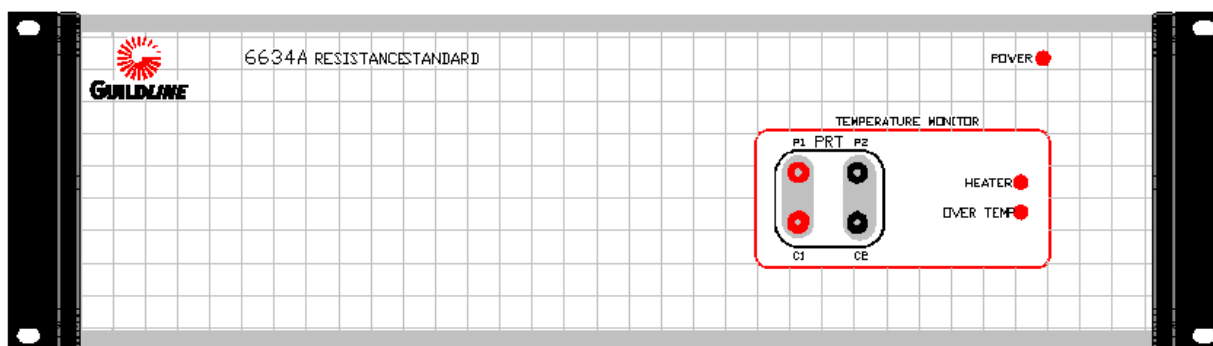 6634A RESISTANCESTANDARD
POWER
GUILDLINE
TEMPERATURE MONITOR
P1 PRT P2
HEATER
OVER TEMP
C1 C2